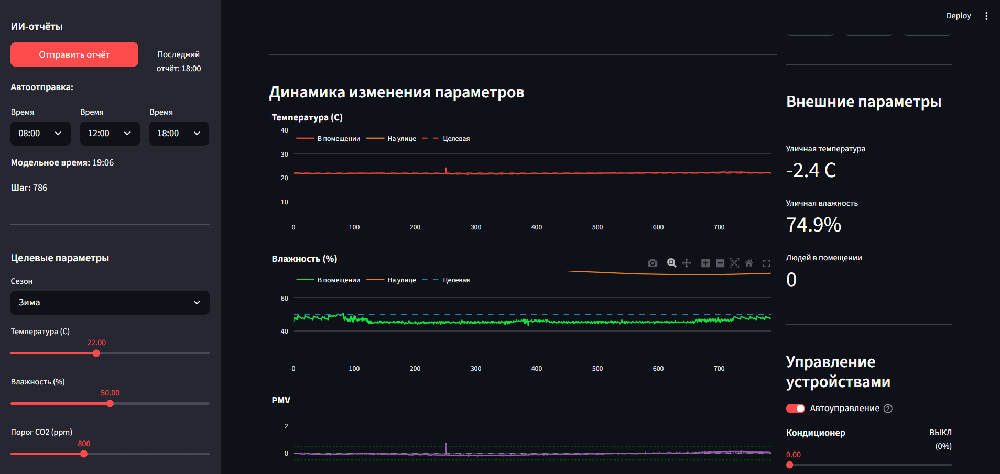 ИИ-отчёты
Отправить отчёт
Последний
отчёт: 18:00
Автоотправка:
Время Время Время
08:00 12:00 18:00
Модельное время: 19:06
Шаг: 786
Целевые параметры
Сезон
Зима
Температура (C)
22.00
Влажность (%)
50.00
Порог CO2 (ppm)
800
Deploy
Динамика изменения параметров
Температура (C)
В помещении На улице Целевая
40
30
20
10
0 100 200 300 400 500 600 700
Влажность (%)
В помещении На улице Целевая
60
40
0 100 200 300 400 500 600 700
PMV
2
0
Внешние параметры
Уличная температура
-2.4 C
Уличная влажность
74.9%
Людей в помещении
0
Управление
устройствами
Автоуправление ?
Кондиционер ВЫКЛ
(0%)
0.00